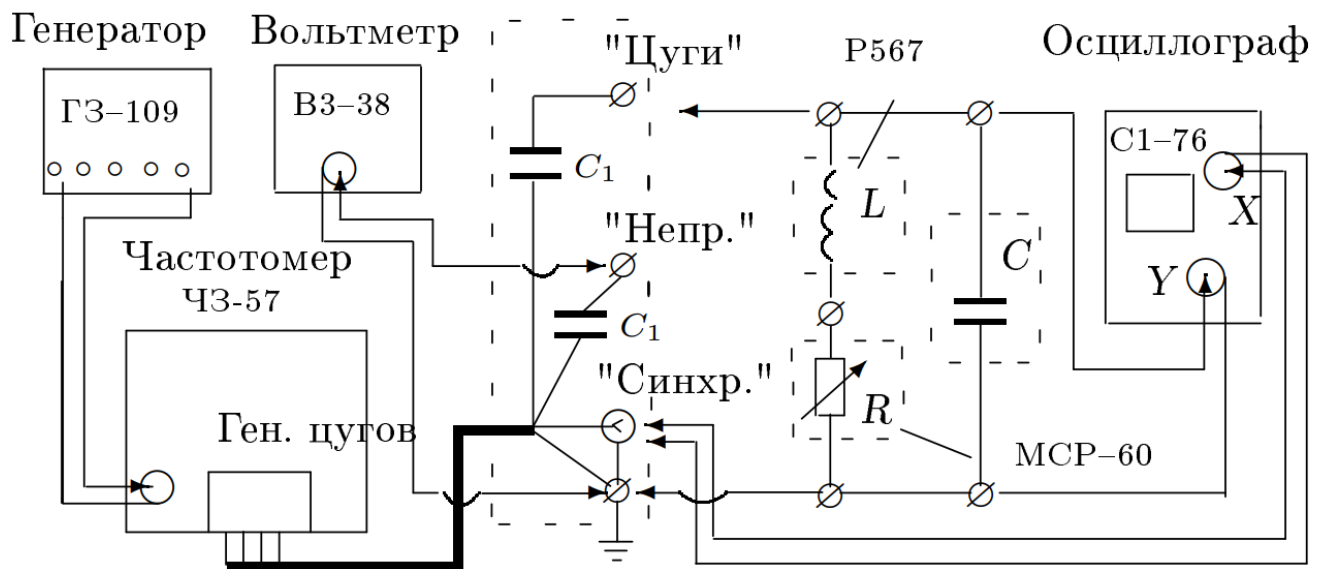 Генератор
Вольтметр
"Цуги"
Р567
Осциллограф
ГЗ–109
В3–38
С1–76
C1
L
X
"Непр."
C
Частотомер
Y
ЧЗ-57
C1
"Синхр."
R
Ген. цугов
МСР–60